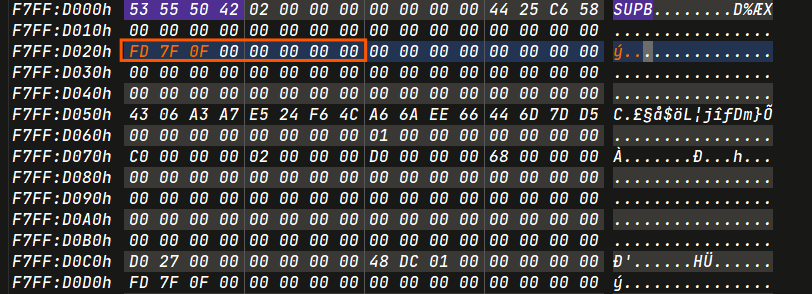 F7FF:D000h 53 55 50 42 02 00 00 00 00 00 00 00 44 25 C6 58 SUPB........D%ÆX
F7FF:D010h 00 00 00 00 00 00 00 00 00 00 00 00 00 00 00 00 ................
F7FF:D020h FD 7F 0F 00 00 00 00 00 00 00 00 00 00 00 00 00 ý...............
F7FF:D030h 00 00 00 00 00 00 00 00 00 00 00 00 00 00 00 00 ................
F7FF:D040h 00 00 00 00 00 00 00 00 00 00 00 00 00 00 00 00 ................
F7FF:D050h 43 06 A3 A7 E5 24 F6 4C A6 6A EE 66 44 6D 7D D5 C.£§å$öL¦jîfDm}Õ
F7FF:D060h 00 00 00 00 00 00 00 00 01 00 00 00 00 00 00 00 ................
F7FF:D070h C0 00 00 00 02 00 00 00 D0 00 00 00 68 00 00 00 À.......Ð...h...
F7FF:D080h 00 00 00 00 00 00 00 00 00 00 00 00 00 00 00 00 ................
F7FF:D090h 00 00 00 00 00 00 00 00 00 00 00 00 00 00 00 00 ................
F7FF:D0A0h 00 00 00 00 00 00 00 00 00 00 00 00 00 00 00 00 ................
F7FF:D0B0h 00 00 00 00 00 00 00 00 00 00 00 00 00 00 00 00 ................
F7FF:D0C0h D0 27 00 00 00 00 00 00 48 DC 01 00 00 00 00 00 Ð'......HÜ......
F7FF:D0D0h FD 7F 0F 00 00 00 00 00 00 00 00 00 00 00 00 00 ý...............